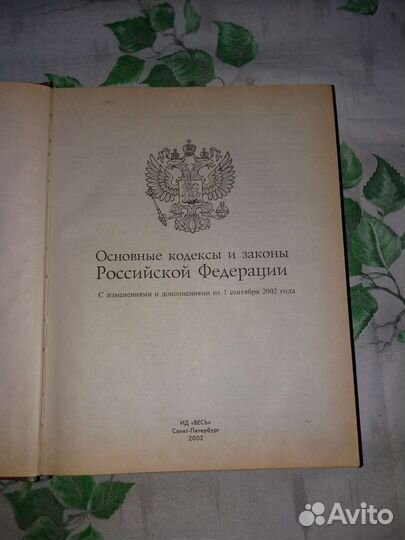 Основные кодексы и законы
Российской Федерации
С изменениями и дополнениями на 1 сентября 2002 года
ИД «ВЕСЬ»
Санкт-Петербург
2002
Avito